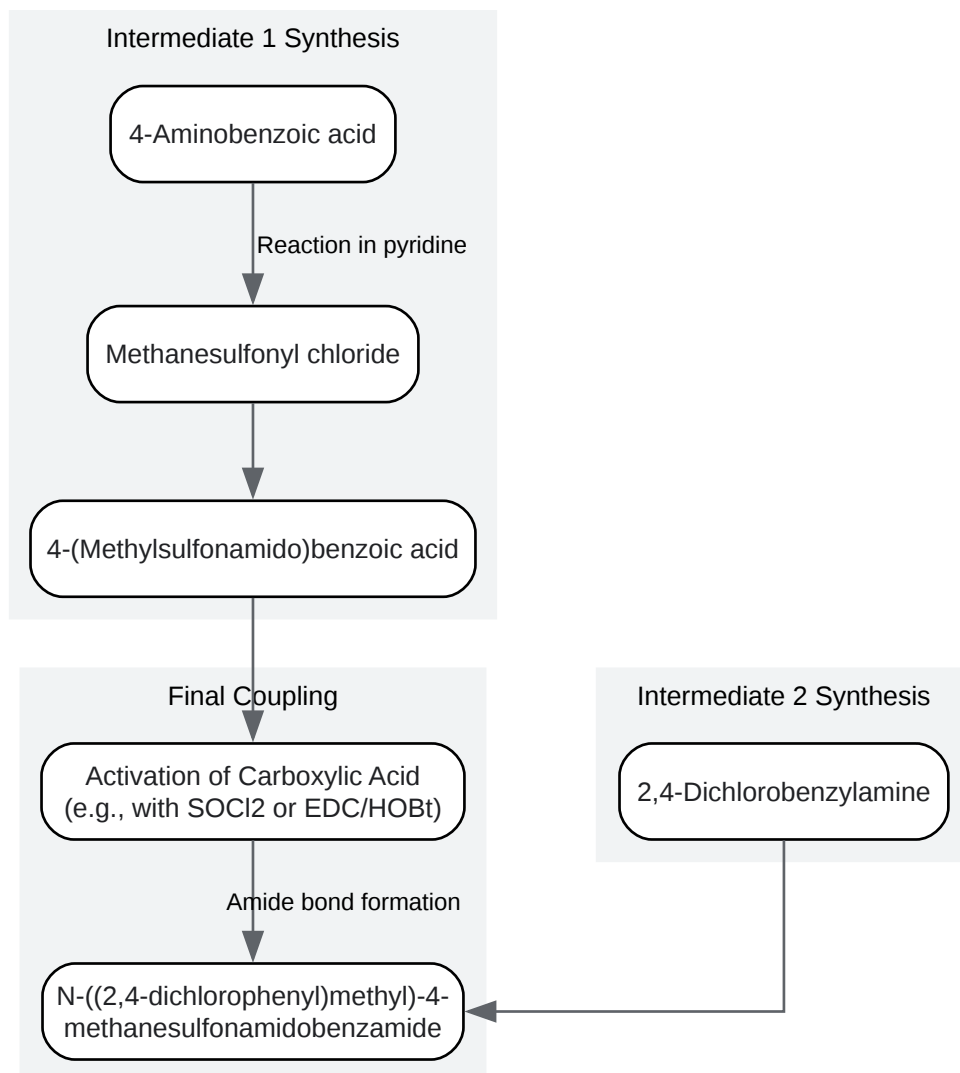 Intermediate 1 Synthesis
4-Aminobenzoic acid
Reaction in pyridine
Methanesulfonyl chloride
4-(Methylsulfonamido)benzoic acid
Final Coupling
Activation of Carboxylic Acid
(e.g., with SOCl2 or EDC/HOBt)
Amide bond formation
N-((2,4-dichlorophenyl)methyl)-4-
methanesulfonamidobenzamide
Intermediate 2 Synthesis
2,4-Dichlorobenzylamine